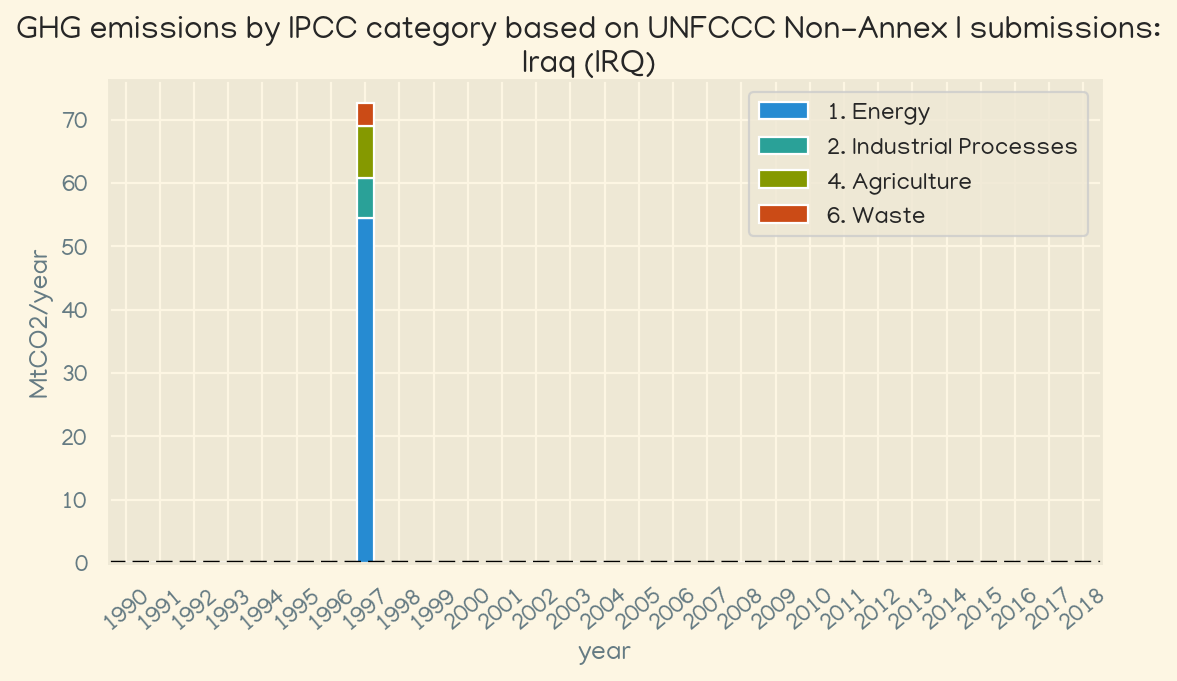 GHG emissions by IPCC category based on UNFCCC Non-Annex I submissions:
Iraq (IRQ)
1. Energy
2. Industrial Processes
4. Agriculture
6. Waste
MtCO2/year
70
60
50
40
30
20
10
0
1990 1991 1992 1993 1994 1995 1996 1997 1998 1999 2000 2001 2002 2003 2004 2005 2006 2007 2008 2009 2010 2011 2012 2013 2014 2015 2016 2017 2018
year